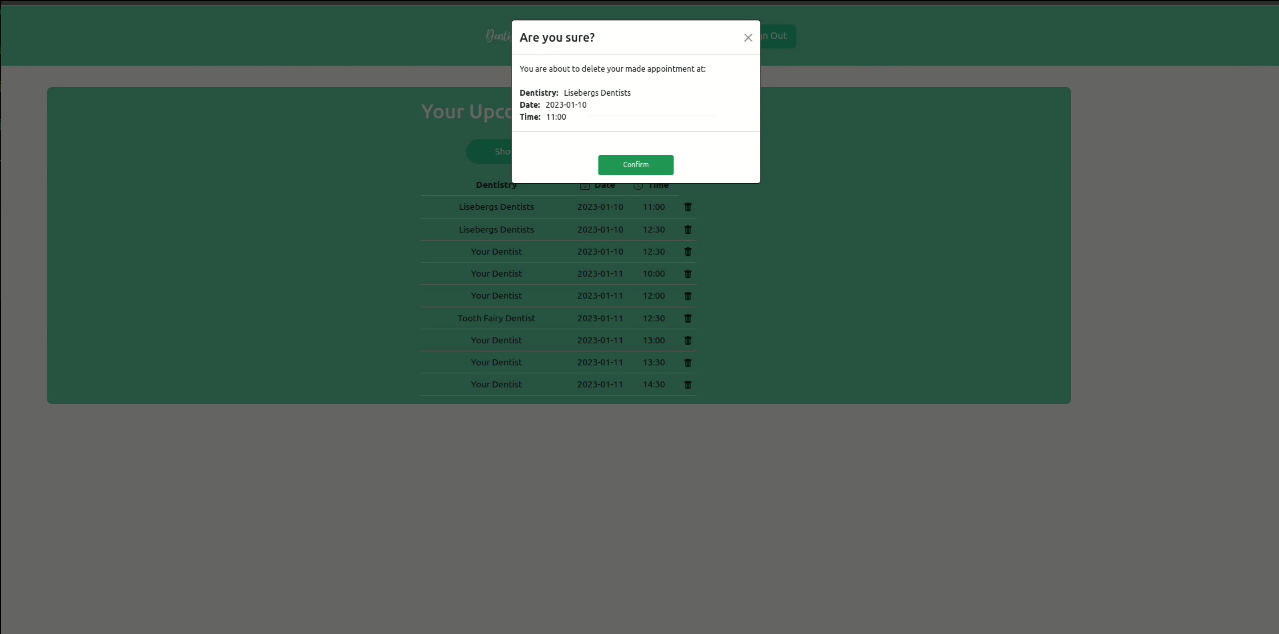 Are you sure?
Out
You are about to delete your made appointment at:
Dentistry: Lisebergs Dentists
Date: 2023-01-10
Time: 11:00
Your
Confirm
Dentistry Date Time
Lisebergs Dentists 2023-01-10 11:00
Lisebergs Dentists 2023-01-10 12:30
Your Dentist 2023-01-10 12:30
Your Dentist 2023-01-11 10:00
Your Dentist 2023-01-11 12:00
Tooth Fairy Dentist 2023-01-11 12:30
Your Dentist 2023-01-11 13:00
Your Dentist 2023-01-11 13:30
Your Dentist 2023-01-11 14:30